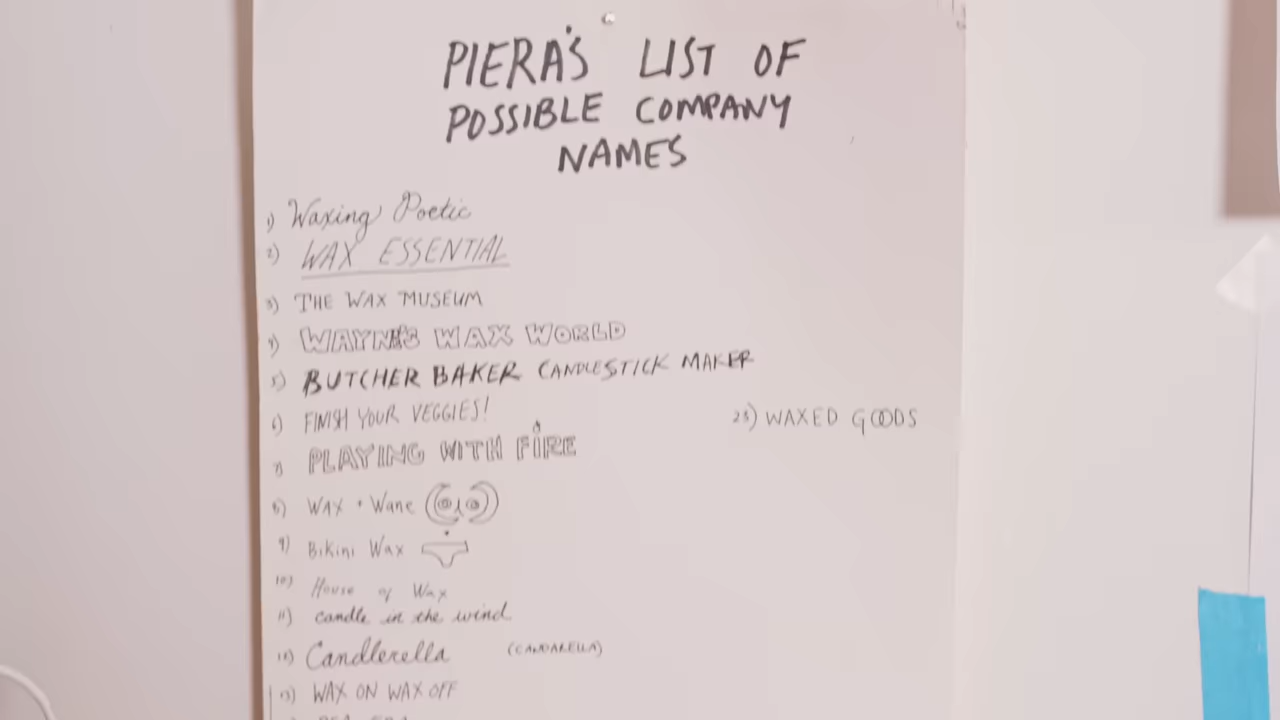 PIERA'S LIST OF
POSSIBLE COMPANY
NAMES
1) Waxing Poetic
2) WAX ESSENTIAL
3) THE WAX MUSEUM
4) WAYNE'S WAX WORLD
5) BUTCHER BAKER CANDLESTICK MAKER
6) FINISH YOUR VEGGIES!
7) PLAYING WITH FIRE
8) WAX + Wane
9) Bikini Wax
10) House of Wax
11) candle in the wind
12) Candlerella (CANDARELLA)
13) WAX ON WAX OFF
23) WAXED GOODS